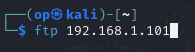 ┌──(op㉿kali)-[~]
└─$ ftp 192.168.1.101